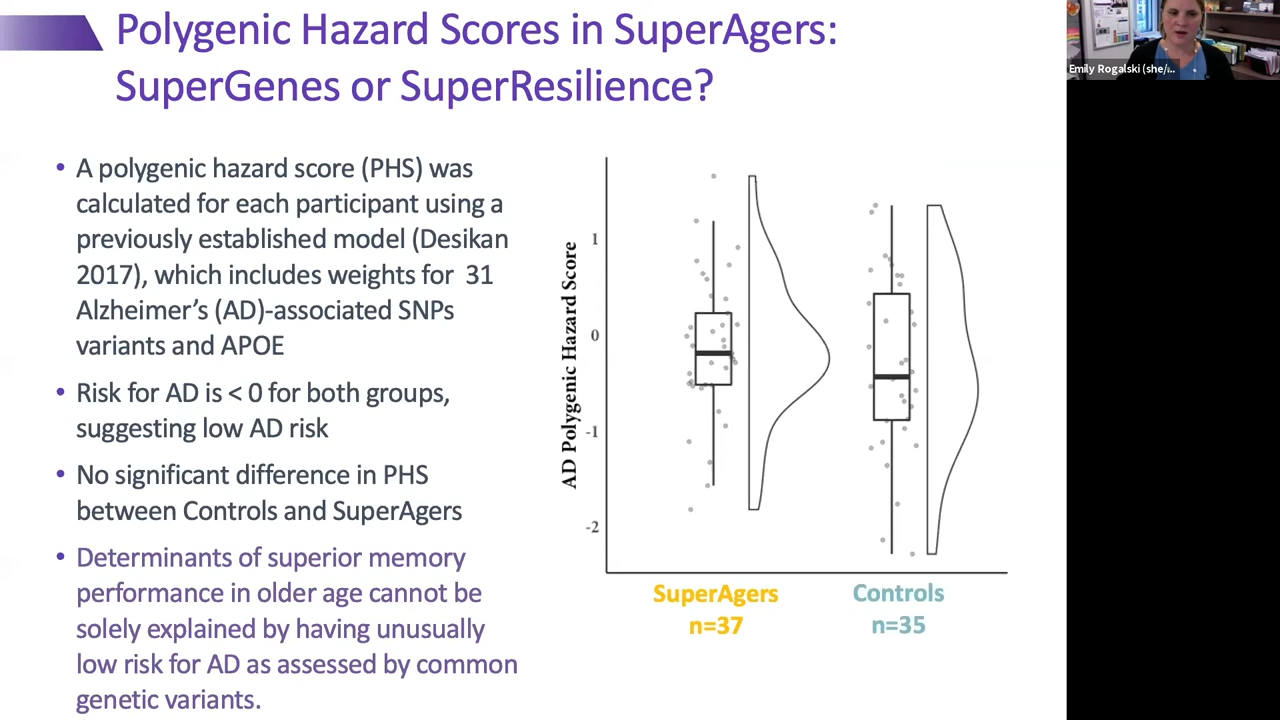 Polygenic Hazard Scores in SuperAgers:
SuperGenes or SuperResilience?
Emily Rogalski (she/...
• A polygenic hazard score (PHS) was
calculated for each participant using a
previously established model (Desikan
2017), which includes weights for 31
Alzheimer's (AD)-associated SNPs
variants and APOE
• Risk for AD is < 0 for both groups,
suggesting low AD risk
• No significant difference in PHS
between Controls and SuperAgers
• Determinants of superior memory
performance in older age cannot be
solely explained by having unusually
low risk for AD as assessed by common
genetic variants.
AD Polygenic Hazard Score
1
0
-1
-2
SuperAgers
n=37
Controls
n=35